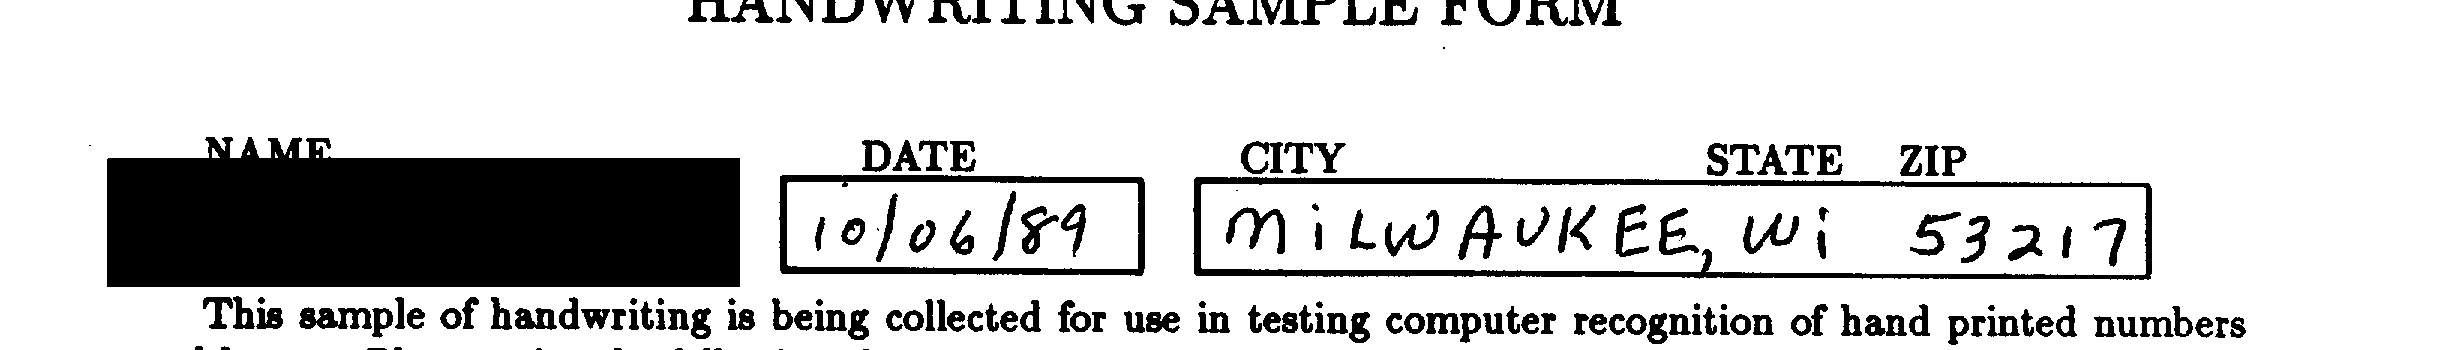 HANDWRITING SAMPLE FORM
NAME DATE CITY STATE ZIP
10/06/89 MiLWAUKEE, Wi 53217
This sample of handwriting is being collected for use in testing computer recognition of hand printed numbers